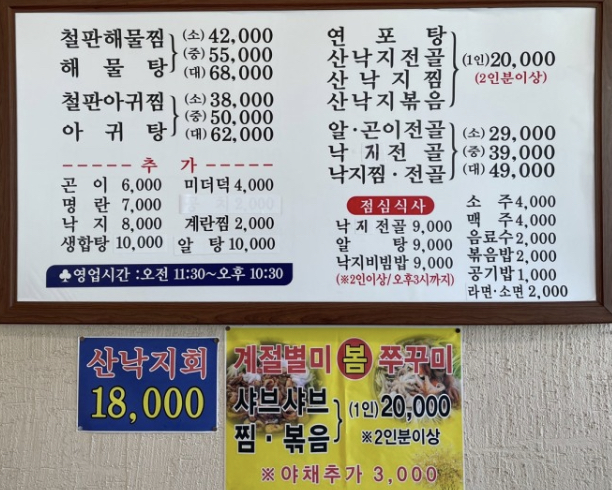 철판해물찜
해물탕
(소) 42,000
(중) 55,000
(대) 68,000
철판아귀찜
아귀탕
(소) 38,000
(중) 50,000
(대) 62,000
추 가
곤 이 6,000
명 란 7,000
낙 지 8,000
생합탕 10,000
미더덕 4,000
2,000
계란찜 2,000
알 탕 10,000
♣영업시간 :오전 11:30~오후 10:30
연포탕
산낙지전골
산낙지찜
산낙지볶음
(1인)20,000
(2인분이상)
알·곤이전골
낙지전골
낙지찜·전골
(소) 29,000
(중) 39,000
(대) 49,000
점심식사
낙지전골 9,000
알 탕 9,000
낙지비빔밥 9,000
(※2인이상/오후3시까지)
소 주 4,000
맥 주 4,000
음료수 2,000
볶음밥 2,000
공기밥 1,000
라면·소면 2,000
산낙지회
18,000
계절별미 봄 쭈꾸미
샤브샤브
찜·볶음
(1인)20,000
※2인분이상
※야채추가 3,000